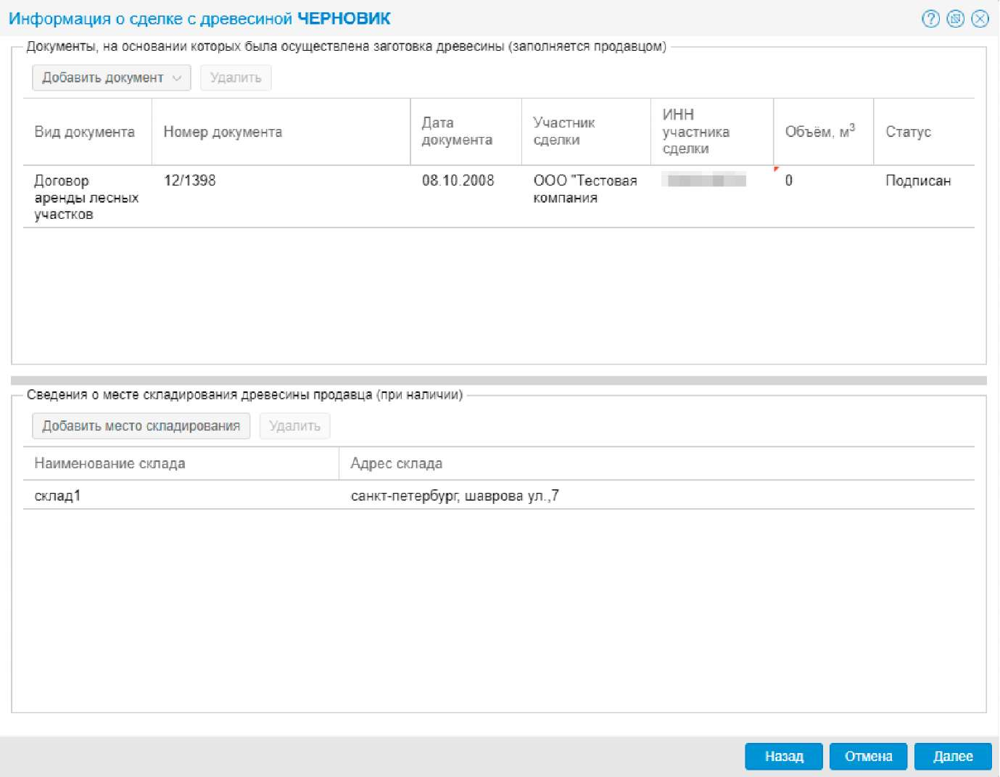 Информация о сделке с древесиной ЧЕРНОВИК
Документы, на основании которых была осуществлена заготовка древесины (заполняется продавцом)
Добавить документ Удалить
Вид документа
Номер документа
Дата
документа
Участник
сделки
ИНН
участника
сделки
Объём, м³
Статус
Договор
аренды лесных
участков
12/1398
08.10.2008
ООО "Тестовая
компания
0
Подписан
Сведения о месте складирования древесины продавца (при наличии)
Добавить место складирования Удалить
Наименование склада Адрес склада
склад1 санкт-петербург, шаврова ул.,7
Назад Отмена Далее